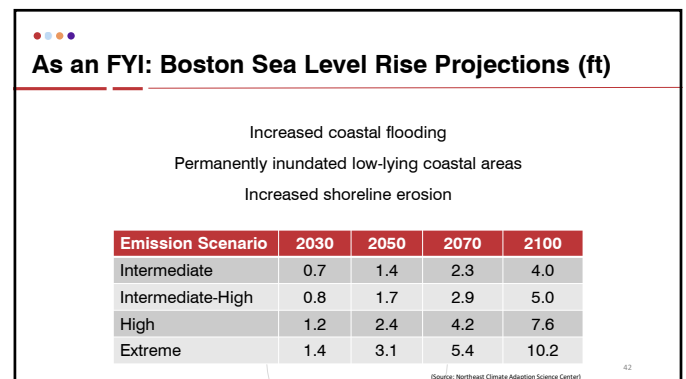 As an FYI: Boston Sea Level Rise Projections (ft)
Increased coastal flooding
Permanently inundated low-lying coastal areas
Increased shoreline erosion
Emission Scenario 2030 2050 2070 2100
Intermediate 0.7 1.4 2.3 4.0
Intermediate-High 0.8 1.7 2.9 5.0
High 1.2 2.4 4.2 7.6
Extreme 1.4 3.1 5.4 10.2
42
(Source: Northeast Climate Adaption Science Center)